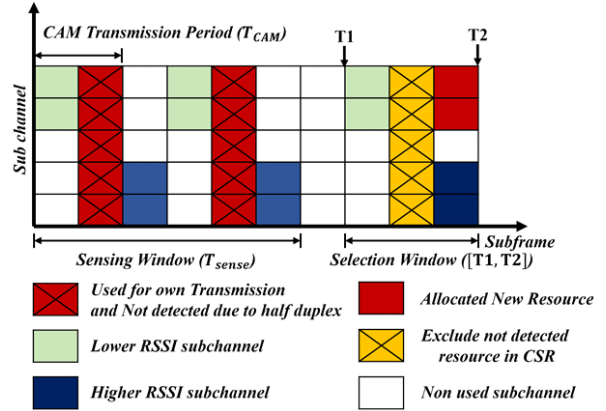 CAM Transmission Period (T_CAM)
T1
T2
Sub channel
Subframe
Sensing Window (T_sense)
Selection Window ([T1, T2])
Used for own Transmission
and Not detected due to half duplex
Allocated New Resource
Lower RSSI subchannel
Exclude not detected
resource in CSR
Higher RSSI subchannel
Non used subchannel